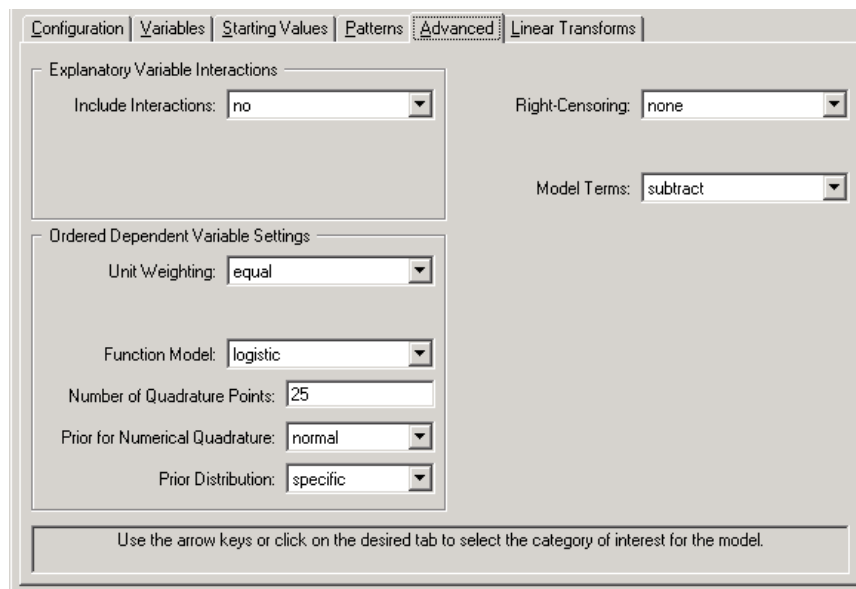 Configuration Variables Starting Values Patterns Advanced Linear Transforms
Explanatory Variable Interactions
Include Interactions: no
Right-Censoring: none
Model Terms: subtract
Ordered Dependent Variable Settings
Unit Weighting: equal
Function Model: logistic
Number of Quadrature Points: 25
Prior for Numerical Quadrature: normal
Prior Distribution: specific
Use the arrow keys or click on the desired tab to select the category of interest for the model.